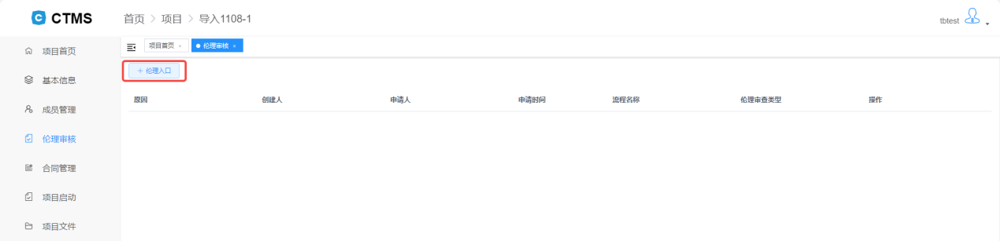 CTMS
首页 > 项目 > 导入1108-1
tbtest
项目首页 ×
伦理审核 ×
项目首页
基本信息
成员管理
伦理审核
合同管理
项目启动
项目文件
+ 伦理入口
原因 创建人 申请人 申请时间 流程名称 伦理审查类型 操作